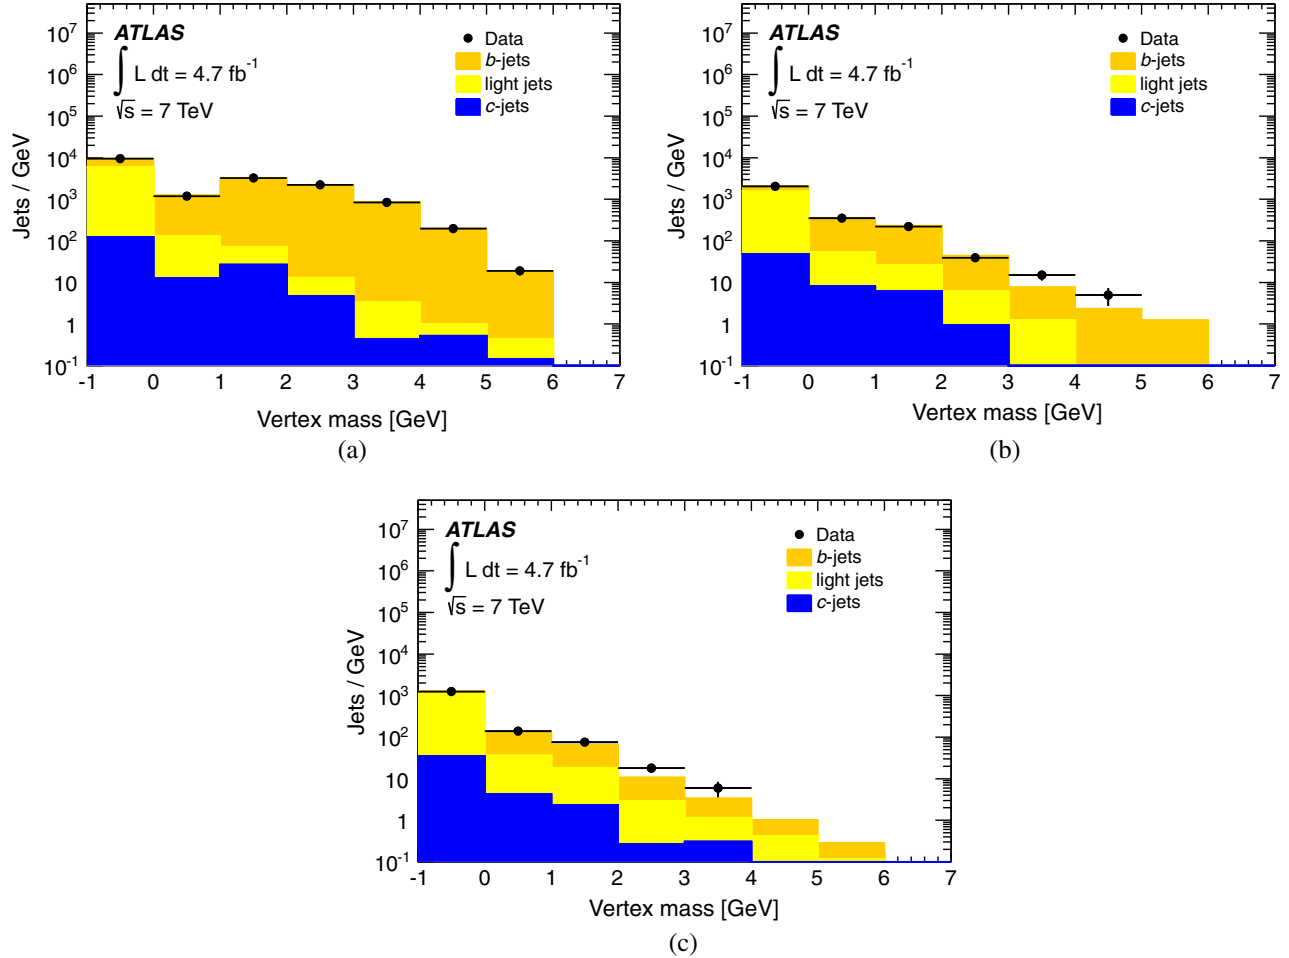 ATLAS
∫ L dt = 4.7 fb⁻¹
√s = 7 TeV
Data
b-jets
light jets
c-jets
Jets / GeV
10⁷
10⁶
10⁵
10⁴
10³
10²
10
1
10⁻¹
-1 0 1 2 3 4 5 6 7
Vertex mass [GeV]
(a)
ATLAS
∫ L dt = 4.7 fb⁻¹
√s = 7 TeV
Data
b-jets
light jets
c-jets
Jets / GeV
10⁷
10⁶
10⁵
10⁴
10³
10²
10
1
10⁻¹
-1 0 1 2 3 4 5 6 7
Vertex mass [GeV]
(b)
ATLAS
∫ L dt = 4.7 fb⁻¹
√s = 7 TeV
Data
b-jets
light jets
c-jets
Jets / GeV
10⁷
10⁶
10⁵
10⁴
10³
10²
10
1
10⁻¹
-1 0 1 2 3 4 5 6 7
Vertex mass [GeV]
(c)